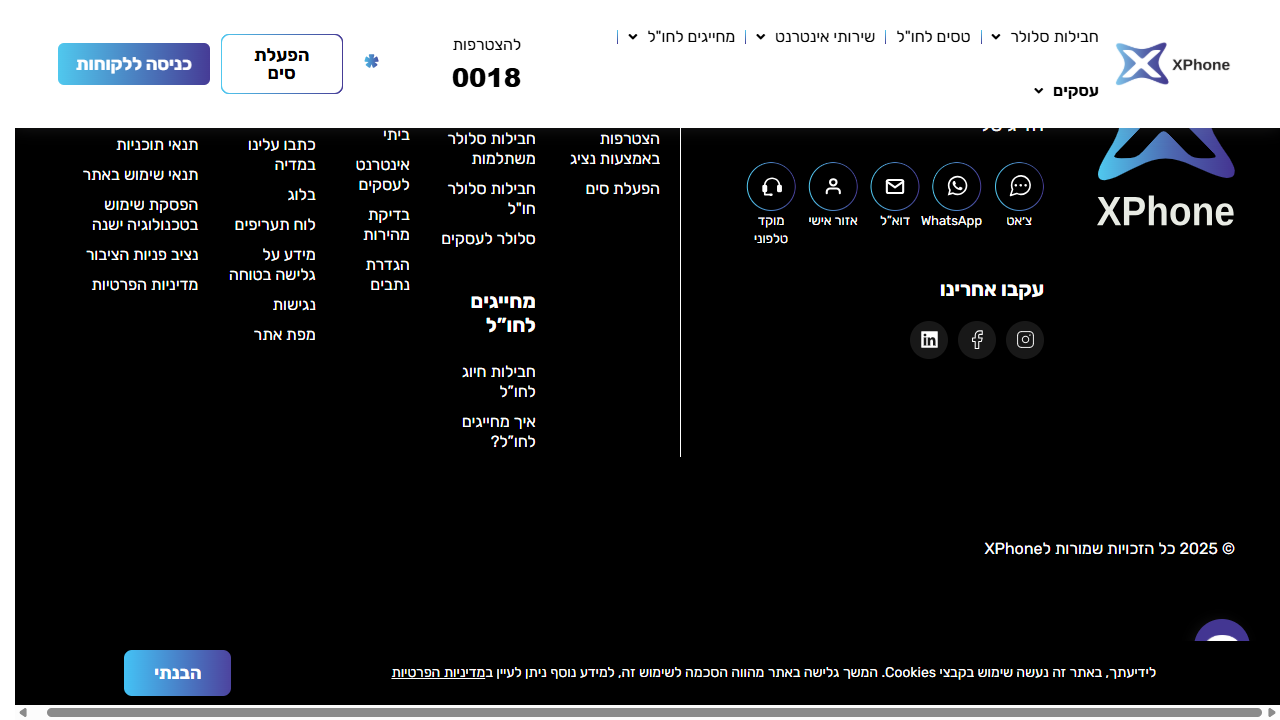 XPhone
חבילות סלולר
טסים לחו"ל
שירותי אינטרנט
מחייגים לחו"ל
עסקים
להצטרפות
0018
הפעלת
סים
כניסה ללקוחות
XPhone
צ'אט
WhatsApp
דוא"ל
אזור אישי
מוקד
טלפוני
עקבו אחרינו
הצטרפות
באמצעות נציג
הפעלת סים
חבילות סלולר
משתלמות
חבילות סלולר
חו"ל
סלולר לעסקים
מחייגים
לחו"ל
חבילות חיוג
לחו"ל
איך מחייגים
לחו"ל?
ביתי
אינטרנט
לעסקים
בדיקת
מהירות
הגדרת
נתבים
כתבו עלינו
במדיה
בלוג
לוח תעריפים
מידע על
גלישה בטוחה
נגישות
מפת אתר
תנאי תוכניות
תנאי שימוש באתר
הפסקת שימוש
בטכנולוגיה ישנה
נציב פניות הציבור
מדיניות הפרטיות
© 2025 כל הזכויות שמורות לXPhone
לידיעתך, באתר זה נעשה שימוש בקבצי Cookies. המשך גלישה באתר מהווה הסכמה לשימוש זה, למידע נוסף ניתן לעיין במדיניות הפרטיות
הבנתי